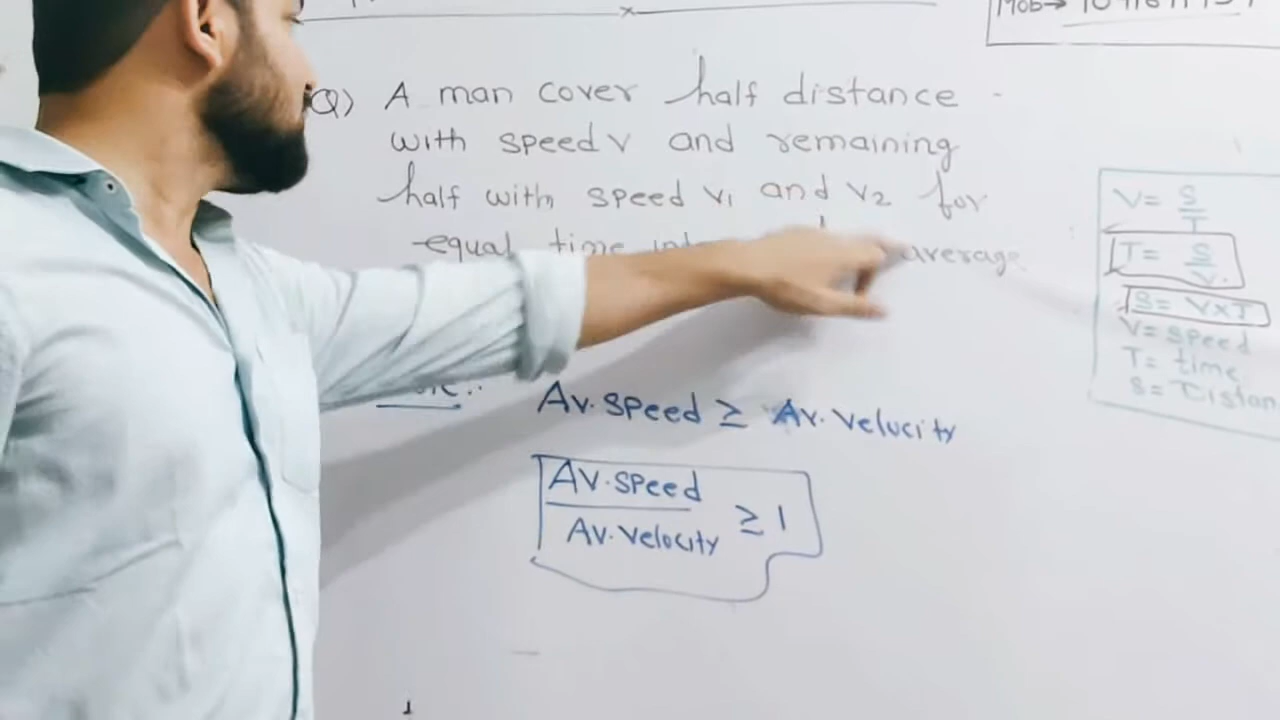 Q) A man cover half distance -
with speed v and remaining
half with speed v₁ and v₂ for
equal time average
Av. speed ≥ Av. velocity
Av. speed
Av. velocity ≥ 1
V = S/T
T = S/V
S = V×T
V = speed
T = time
S = Distan